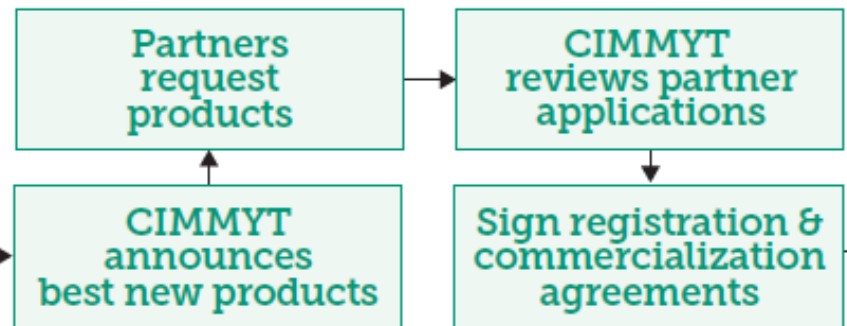 Partners
request
products
CIMMYT
reviews partner
applications
CIMMYT
announces
best new products
Sign registration &
commercialization
agreements